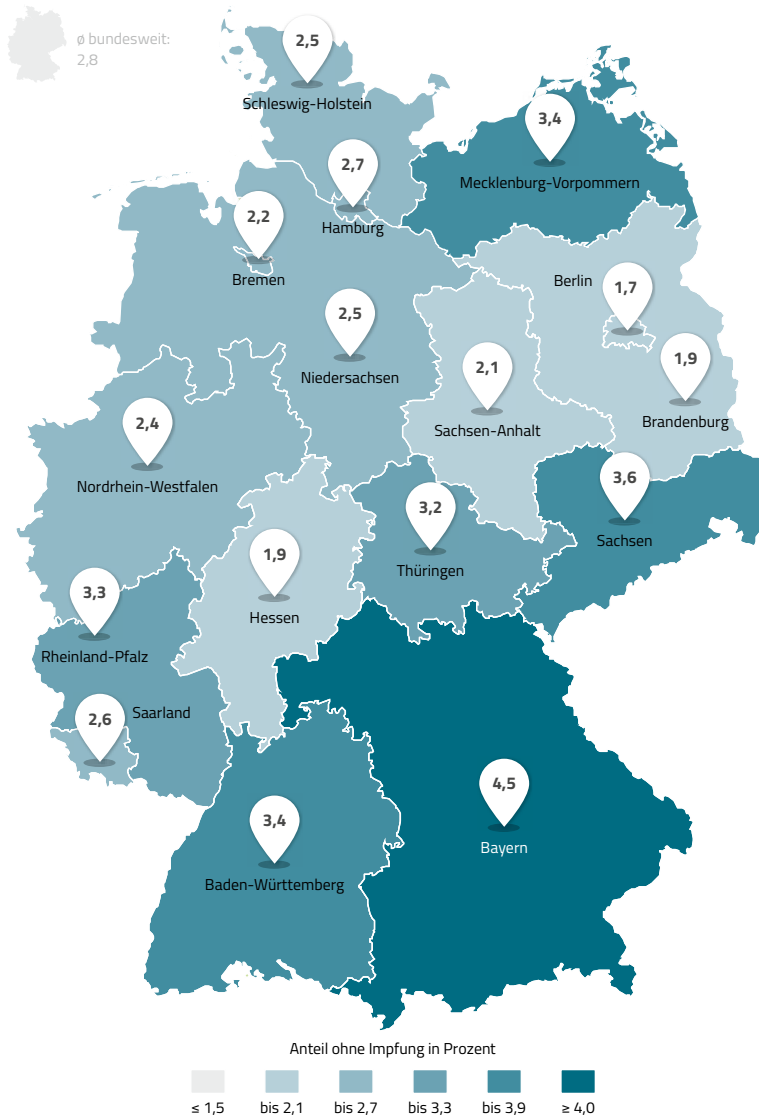 ø bundesweit:
2,8
2,5
Schleswig-Holstein
3,4
Mecklenburg-Vorpommern
2,7
Hamburg
2,2
Bremen
Berlin
1,7
2,5
Niedersachsen
2,1
Sachsen-Anhalt
1,9
Brandenburg
2,4
Nordrhein-Westfalen
3,6
Sachsen
3,2
Thüringen
1,9
Hessen
3,3
Rheinland-Pfalz
2,6
Saarland
4,5
Bayern
3,4
Baden-Württemberg
Anteil ohne Impfung in Prozent
≤ 1,5 bis 2,1 bis 2,7 bis 3,3 bis 3,9 ≥ 4,0